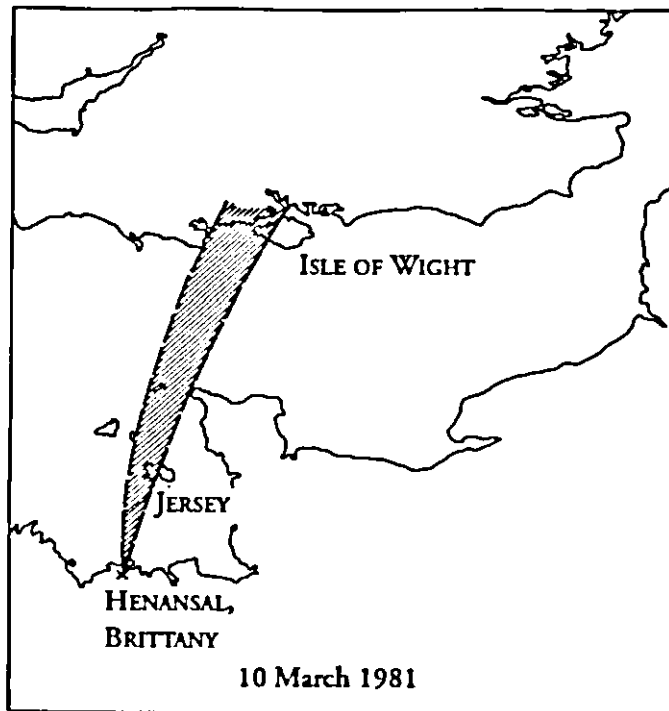 ISLE OF WIGHT
JERSEY
HENANSAL,
BRITTANY
10 March 1981